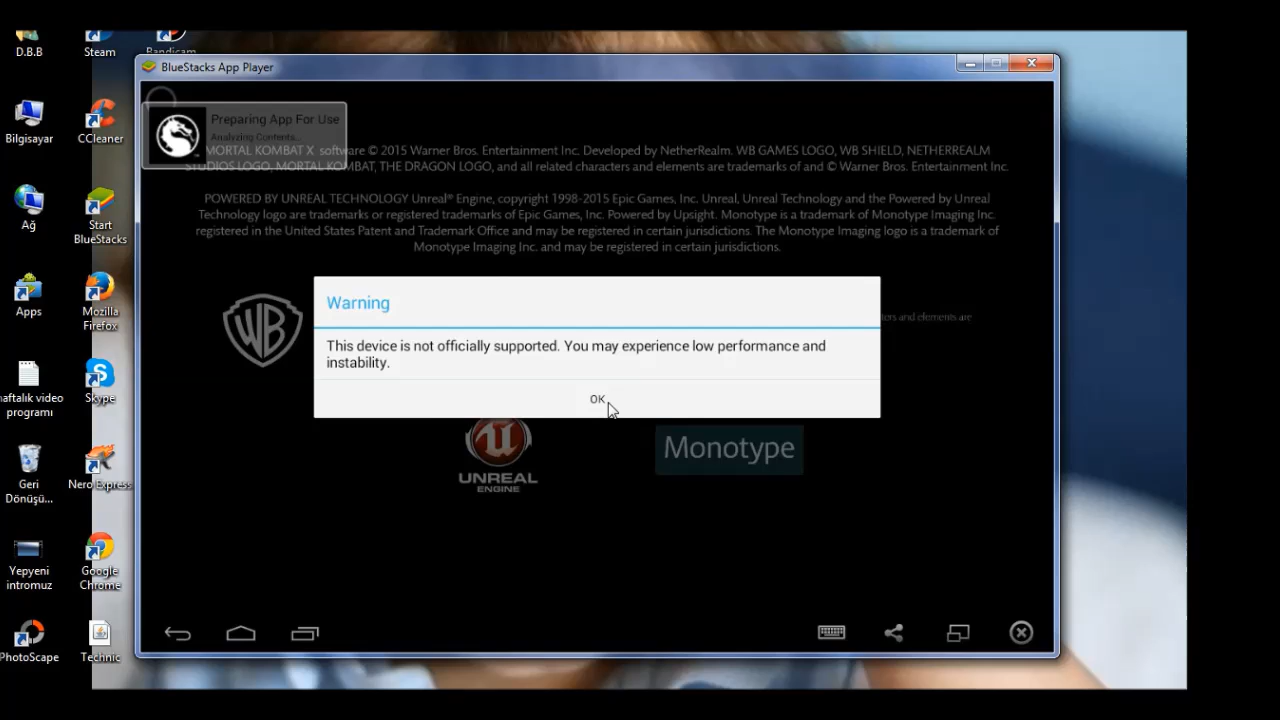 D.B.B
Steam
Bandicam
BlueStacks App Player
Bilgisayar
CCleaner
Preparing App For Use
Analyzing Contents...
MORTAL KOMBAT X software © 2015 Warner Bros. Entertainment Inc. Developed by NetherRealm. WB GAMES LOGO, WB SHIELD, NETHERREALM
STUDIOS LOGO, MORTAL KOMBAT, THE DRAGON LOGO, and all related characters and elements are trademarks of and © Warner Bros. Entertainment Inc.
POWERED BY UNREAL TECHNOLOGY Unreal® Engine, copyright 1998-2015 Epic Games, Inc. Unreal, Unreal Technology and the Powered by Unreal
Technology logo are trademarks or registered trademarks of Epic Games, Inc. Powered by Upsight. Monotype is a trademark of Monotype Imaging Inc.
registered in the United States Patent and Trademark Office and may be registered in certain jurisdictions. The Monotype Imaging logo is a trademark of
Monotype Imaging Inc. and may be registered in certain jurisdictions.
Ağ
Start
BlueStacks
Apps
Mozilla
Firefox
WB
tors and elements are
Warning
This device is not officially supported. You may experience low performance and
instability.
OK
haftalık video
programı
Skype
UNREAL
ENGINE
Monotype
Geri
Dönüşü...
Nero Express
Yepyeni
intromuz
Google
Chrome
PhotoScape
Technic